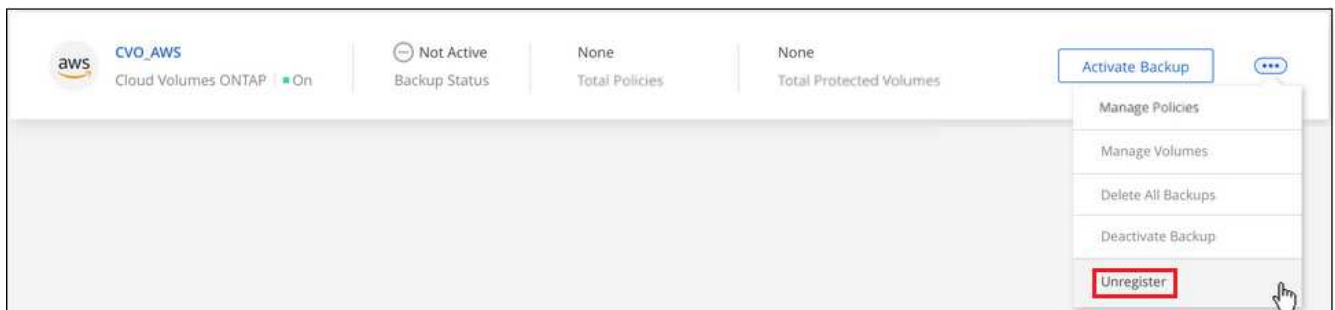 aws
CVO_AWS
Cloud Volumes ONTAP
On
Not Active
Backup Status
None
Total Policies
None
Total Protected Volumes
Activate Backup
Manage Policies
Manage Volumes
Delete All Backups
Deactivate Backup
Unregister